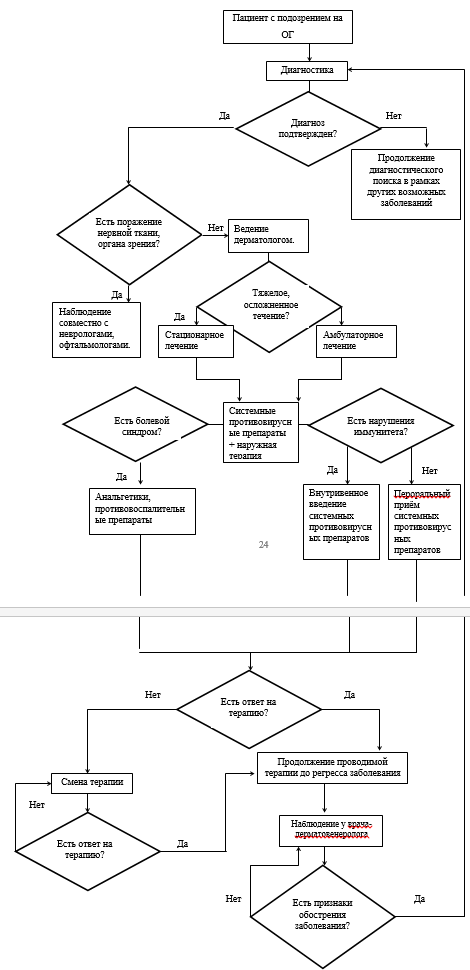 Пациент с подозрением на
ОГ
Диагностика
Да
Диагноз
подтвержден?
Нет
Продолжение
диагностического
поиска в рамках
других возможных
заболеваний
Есть поражение
нервной ткани,
органа зрения?
Нет
Ведение
дерматологом.
Да
Наблюдение
совместно с
неврологами,
офтальмологами.
Тяжелое,
осложненное
течение?
Да
Стационарное
лечение
Амбулаторное
лечение
Есть болевой
синдром?
Системные
противовирусн
ые препараты
+ наружная
терапия
Есть нарушения
иммунитета?
Да
Анальгетики,
противовоспалительн
ые препараты
Да
Нет
Внутривенное
введение
системных
противовирусн
ых препаратов
Пероральный
приём
системных
противовирус
ных
препаратов
24
Нет
Есть ответ на
терапию?
Да
Смена терапии
Продолжение проводимой
терапии до регресса заболевания
Нет
Есть ответ на
терапию?
Да
Наблюдение у врача-
дерматовенеролога
Нет
Есть признаки
обострения
заболевания?
Да